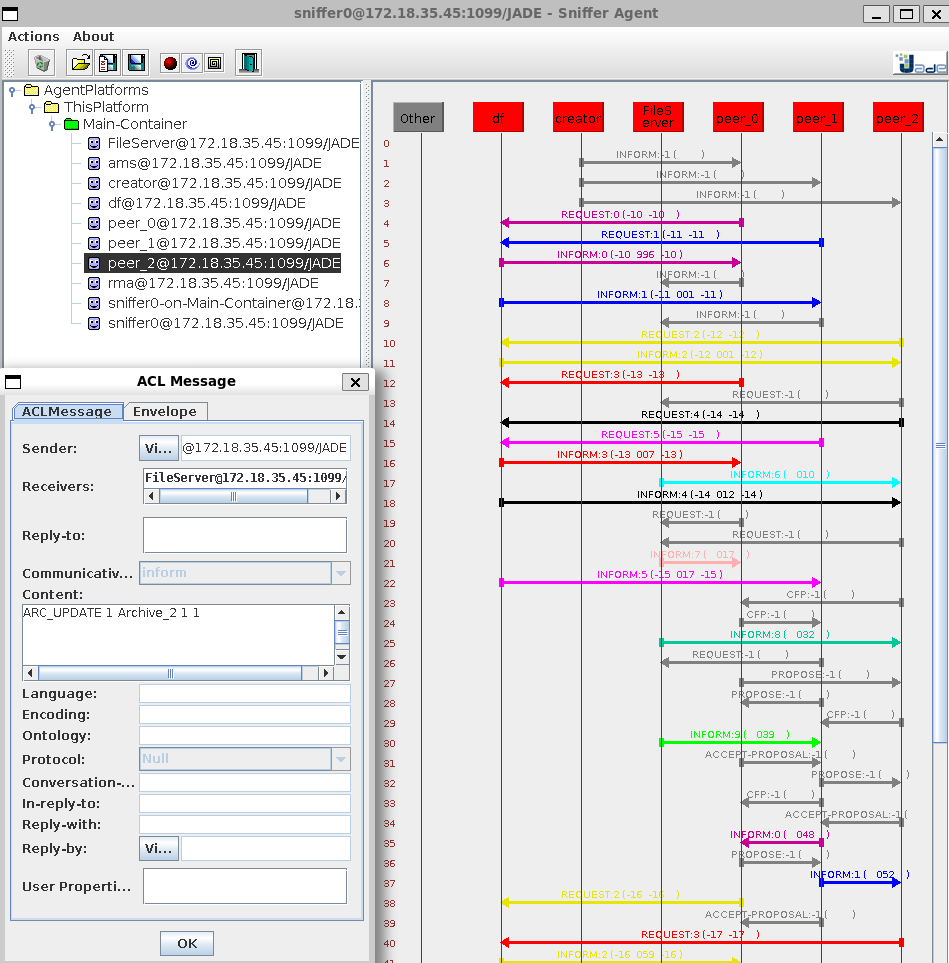 sniffer0@172.18.35.45:1099/JADE - Sniffer Agent
Actions About
Jade
AgentPlatforms
ThisPlatform
Main-Container
FileServer@172.18.35.45:1099/JADE
ams@172.18.35.45:1099/JADE
creator@172.18.35.45:1099/JADE
df@172.18.35.45:1099/JADE
peer_0@172.18.35.45:1099/JADE
peer_1@172.18.35.45:1099/JADE
peer_2@172.18.35.45:1099/JADE
rma@172.18.35.45:1099/JADE
sniffer0-on-Main-Container@172.18.
sniffer0@172.18.35.45:1099/JADE
ACL Message
ACLMessage Envelope
Sender: Vi... @172.18.35.45:1099/JADE
Receivers: FileServer@172.18.35.45:1099/
Reply-to:
Communicativ... inform
Content:
ARC_UPDATE 1 Archive_2 1 1
Language:
Encoding:
Ontology:
Protocol: Null
Conversation-...
In-reply-to:
Reply-with:
Reply-by: Vi...
User Properti...
OK
Other df creator FileS
erver peer_0 peer_1 peer_2
0
1 INFORM:-1 ( )
2 INFORM:-1 ( )
3 INFORM:-1 ( )
4 REQUEST:0 (-10 -10 )
5 REQUEST:1 (-11 -11 )
6 INFORM:0 (-10 996 -10 )
7 INFORM:-1 ( )
8 INFORM:1 (-11 001 -11 )
9 INFORM:-1 ( )
10 REQUEST:2 (-12 -12 )
11 INFORM:2 (-12 001 -12 )
12 REQUEST:3 (-13 -13 )
13 REQUEST:-1 ( )
14 REQUEST:4 (-14 -14 )
15 REQUEST:5 (-15 -15 )
16 INFORM:3 (-13 007 -13 )
17 INFORM:6 ( 010 )
18 INFORM:4 (-14 012 -14 )
19 REQUEST:-1 ( )
20 REQUEST:-1 ( )
21 INFORM:7 ( 017 )
22 INFORM:5 (-15 017 -15 )
23 CFP:-1 ( )
24 CFP:-1 ( )
25 INFORM:8 ( 032 )
26 REQUEST:-1 ( )
27 PROPOSE:-1 ( )
28 PROPOSE:-1 ( )
29 CFP:-1 ( )
30 INFORM:9 ( 039 )
31 ACCEPT-PROPOSAL:-1 ( )
32 PROPOSE:-1 ( )
33 CFP:-1 ( )
34 ACCEPT-PROPOSAL:-1 (
35 INFORM:0 ( 048 )
36 PROPOSE:-1 ( )
37 INFORM:1 ( 052 )
38 REQUEST:2 (-16 -16 )
39 ACCEPT-PROPOSAL:-1 ( )
40 REQUEST:3 (-17 -17 )
41 INFORM:2 (-16 059 -16 )